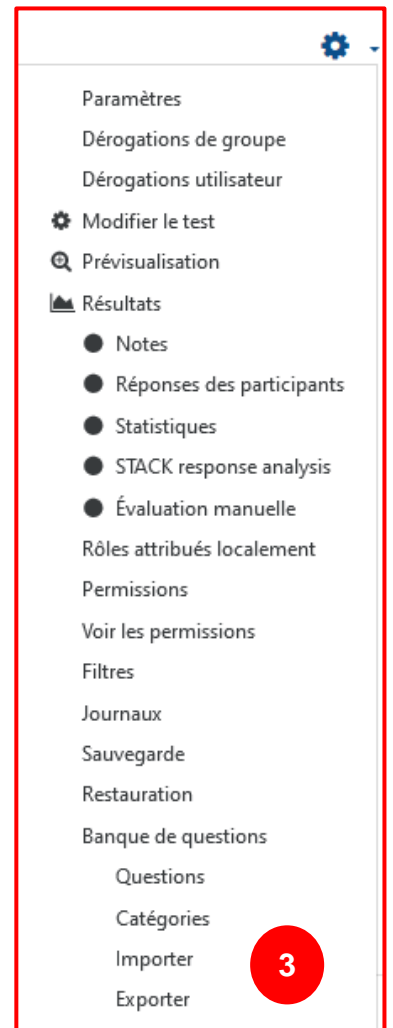 Paramètres
Dérogations de groupe
Dérogations utilisateur
Modifier le test
Prévisualisation
Résultats
Notes
Réponses des participants
Statistiques
STACK response analysis
Évaluation manuelle
Rôles attribués localement
Permissions
Voir les permissions
Filtres
Journaux
Sauvegarde
Restauration
Banque de questions
Questions
Catégories
Importer
3
Exporter